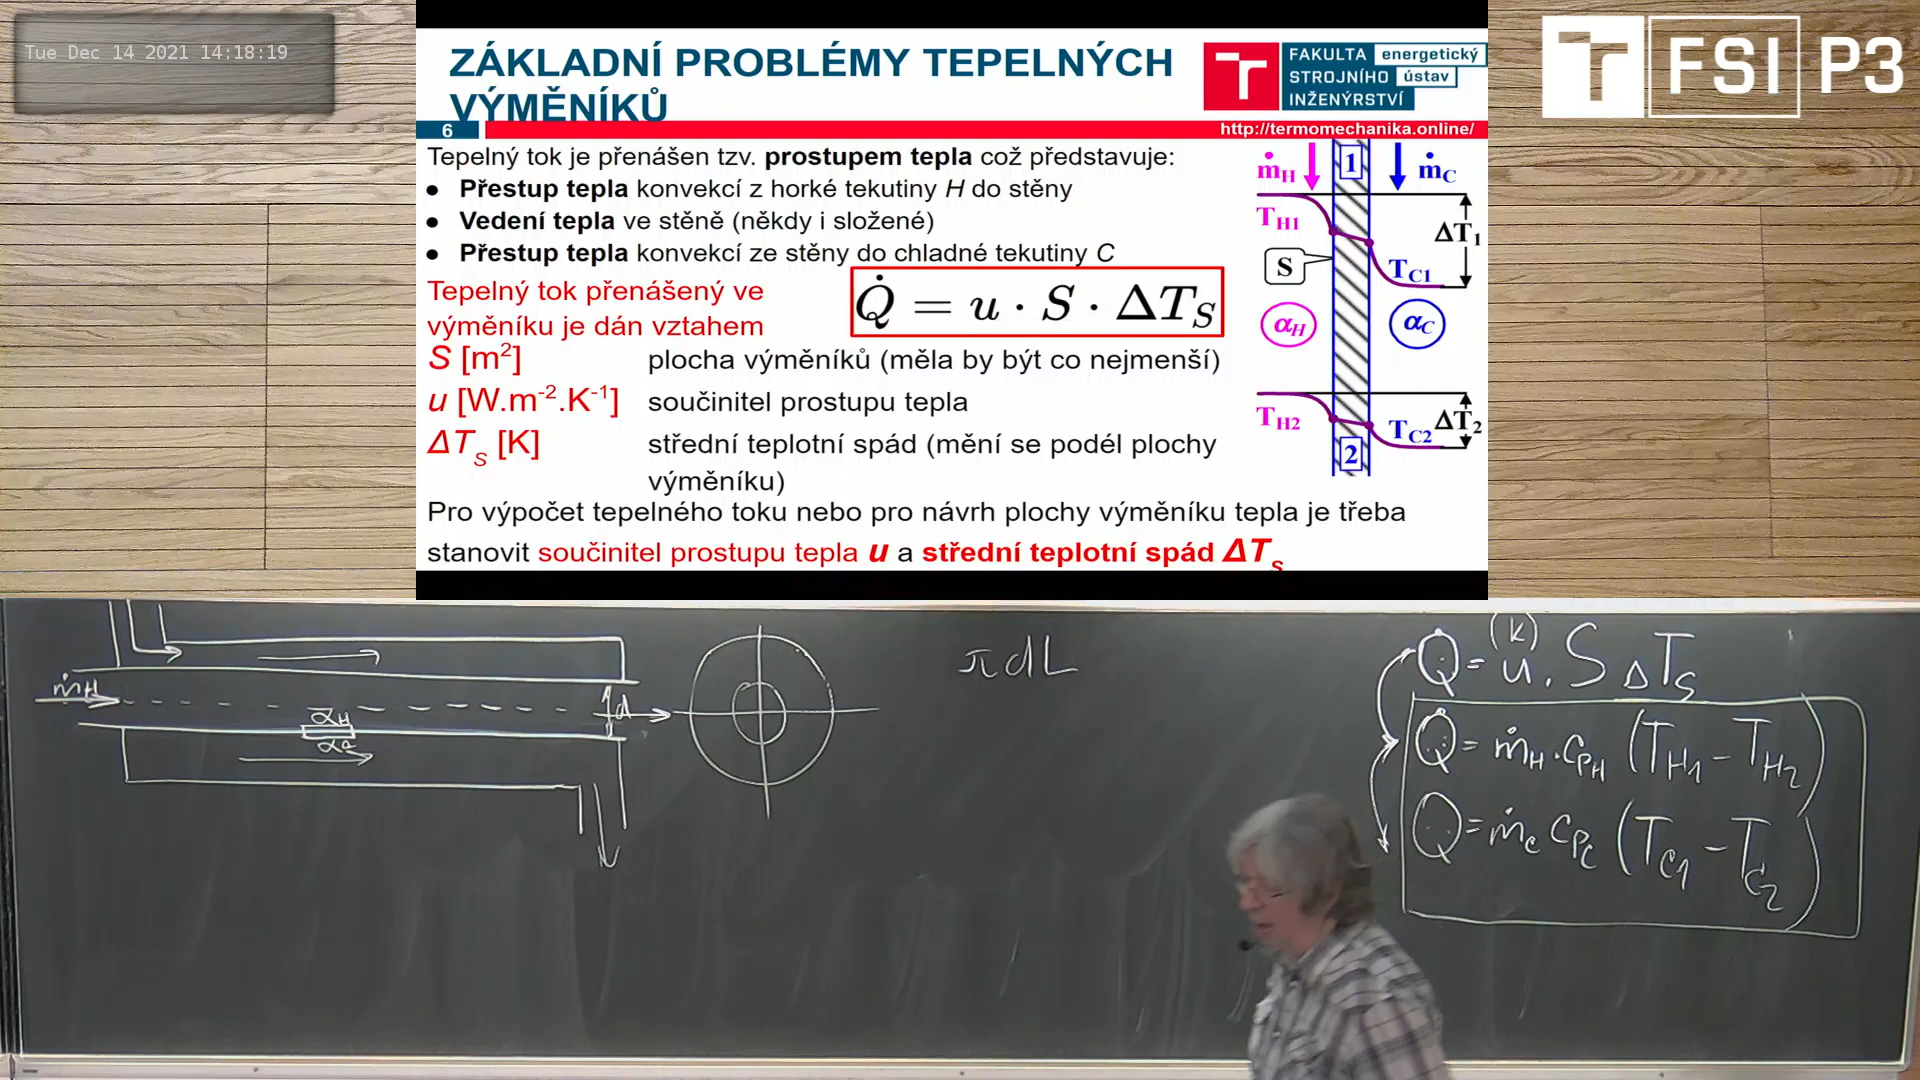 Tue Dec 14 2021 14:18:19
ZÁKLADNÍ PROBLÉMY TEPELNÝCH
VÝMĚNÍKŮ
FAKULTA energetický
STROJNÍHO ústav
INŽENÝRSTVÍ
FSI P3
6
http://termomechanika.online/
Tepelný tok je přenášen tzv. prostupem tepla což představuje:
● Přestup tepla konvekcí z horké tekutiny H do stěny
● Vedení tepla ve stěně (někdy i složené)
● Přestup tepla konvekcí ze stěny do chladné tekutiny C
Tepelný tok přenášený ve
výměníku je dán vztahem
Q̇ = u · S · ΔT_S
S [m²] plocha výměníků (měla by být co nejmenší)
u [W.m⁻².K⁻¹] součinitel prostupu tepla
ΔT_S [K] střední teplotní spád (mění se podél plochy
výměníku)
Pro výpočet tepelného toku nebo pro návrh plochy výměníku tepla je třeba
stanovit součinitel prostupu tepla u a střední teplotní spád ΔT_S
ṁ_H 1 ṁ_C
T_H1 ΔT₁
S T_C1
α_H α_C
T_H2 T_C2 ΔT₂
2
ṁ_H
α_H
α_C
d
π d L
(k)
Q̇ = u . S ΔT_S
Q̇ = ṁ_H · c_pH (T_H1 − T_H2)
Q̇ = ṁ_C c_pC (T_C1 − T_C2)